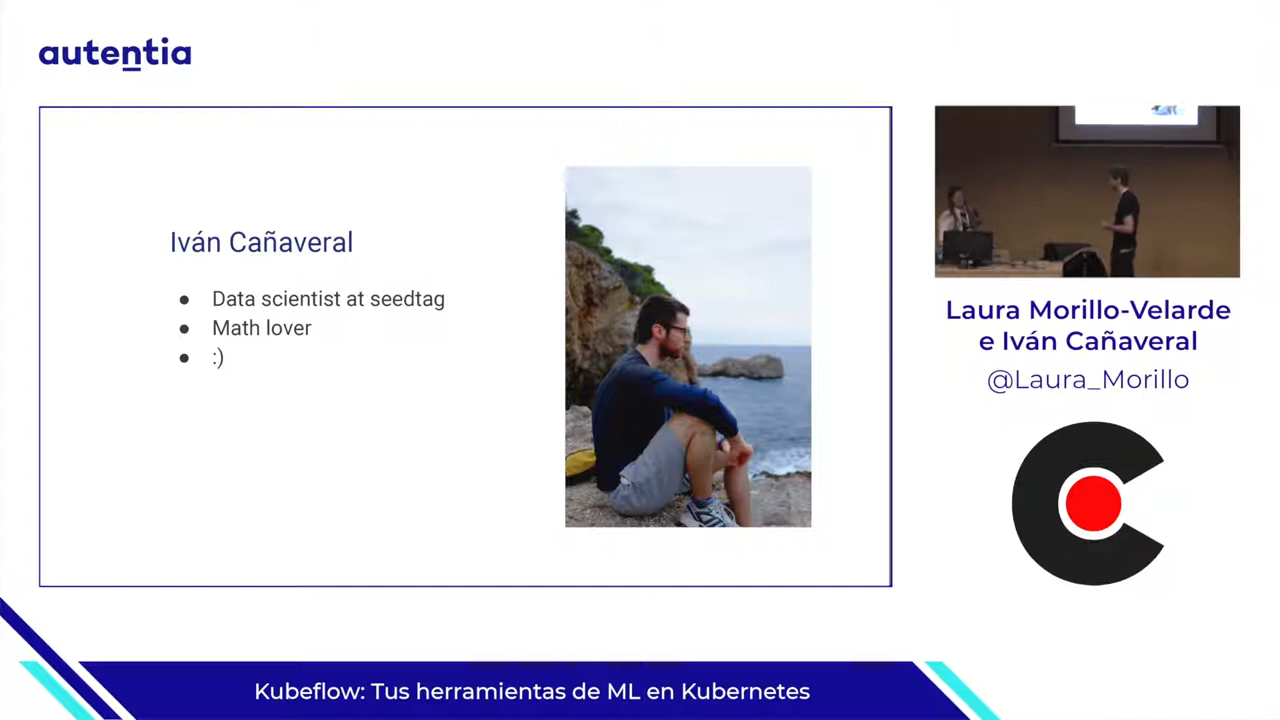 autentia
Iván Cañaveral
● Data scientist at seedtag
● Math lover
● :)
Laura Morillo-Velarde
e Iván Cañaveral
@Laura_Morillo
Kubeflow: Tus herramientas de ML en Kubernetes